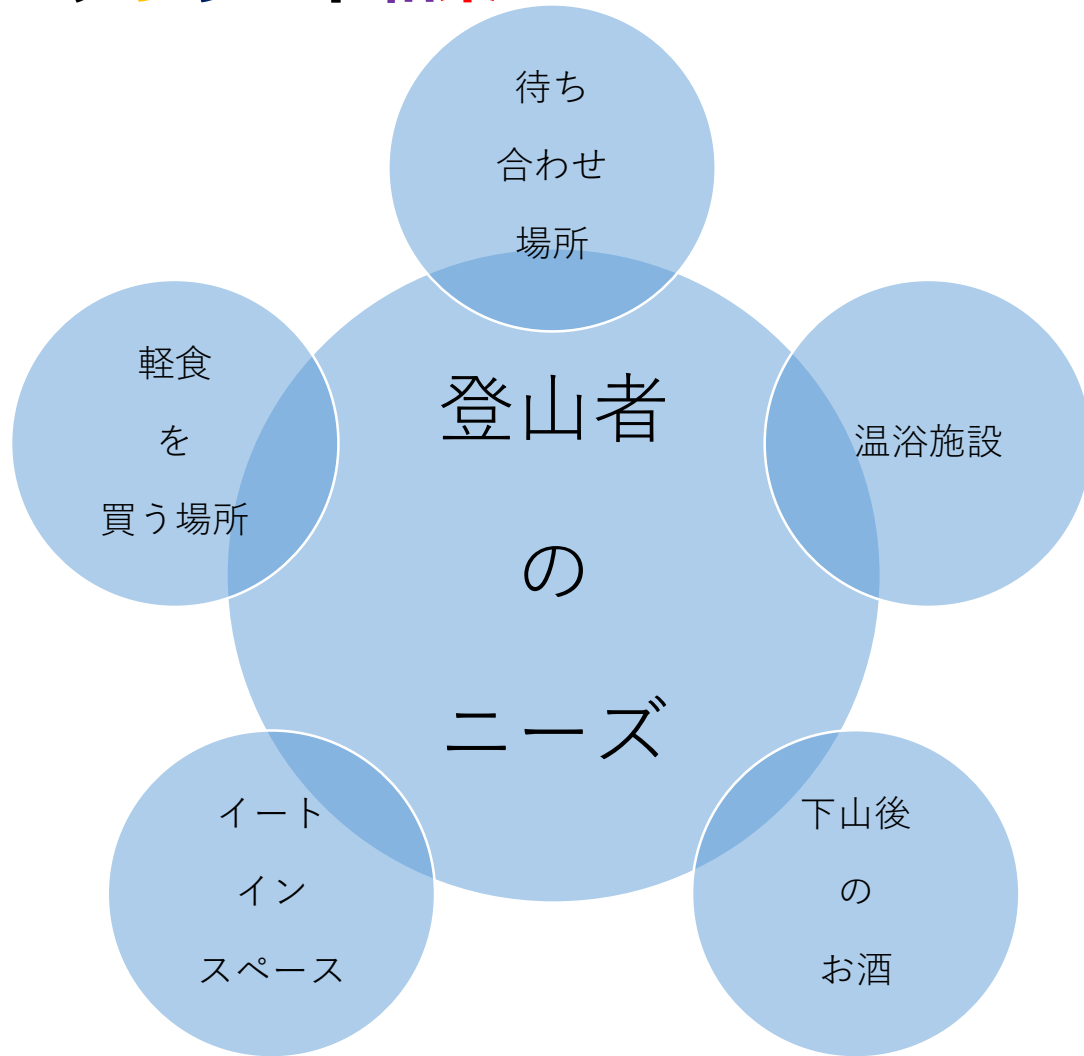 待ち
合わせ
場所
軽食
を
買う場所
温浴施設
登山者
の
ニーズ
イート
イン
スペース
下山後
の
お酒